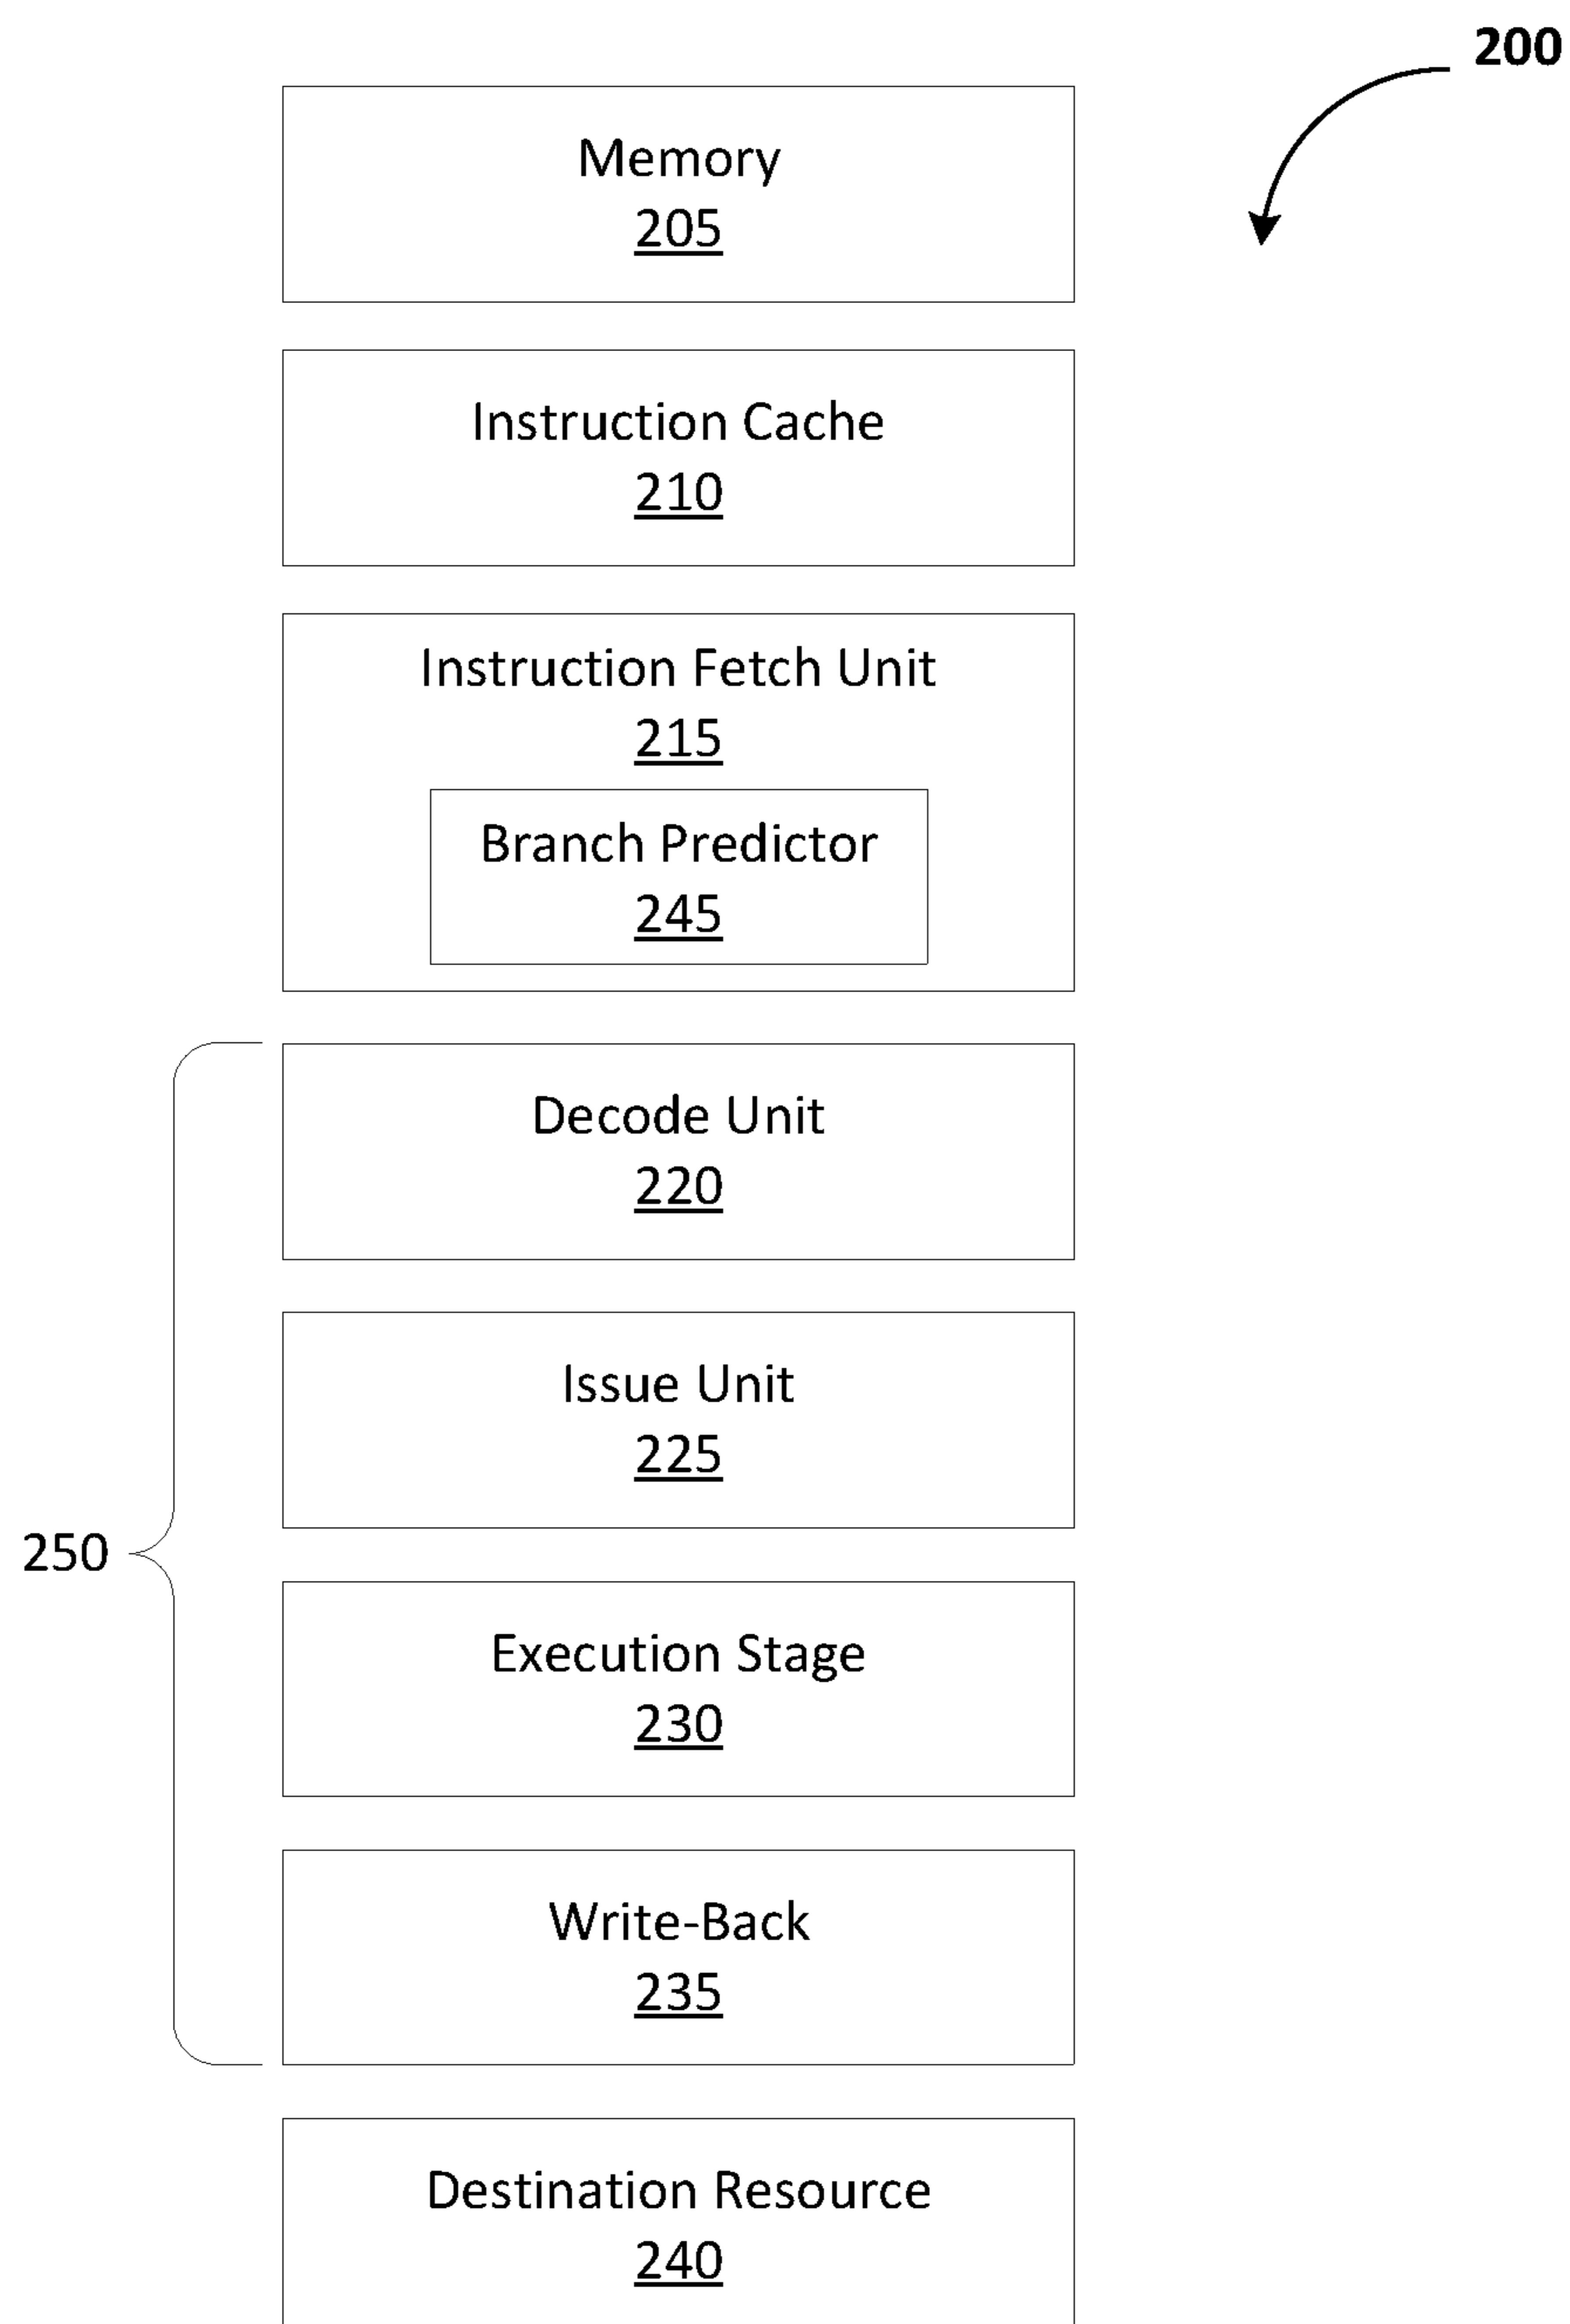 200
Memory
205
Instruction Cache
210
Instruction Fetch Unit
215
Branch Predictor
245
Decode Unit
220
Issue Unit
225
250
Execution Stage
230
Write-Back
235
Destination Resource
240